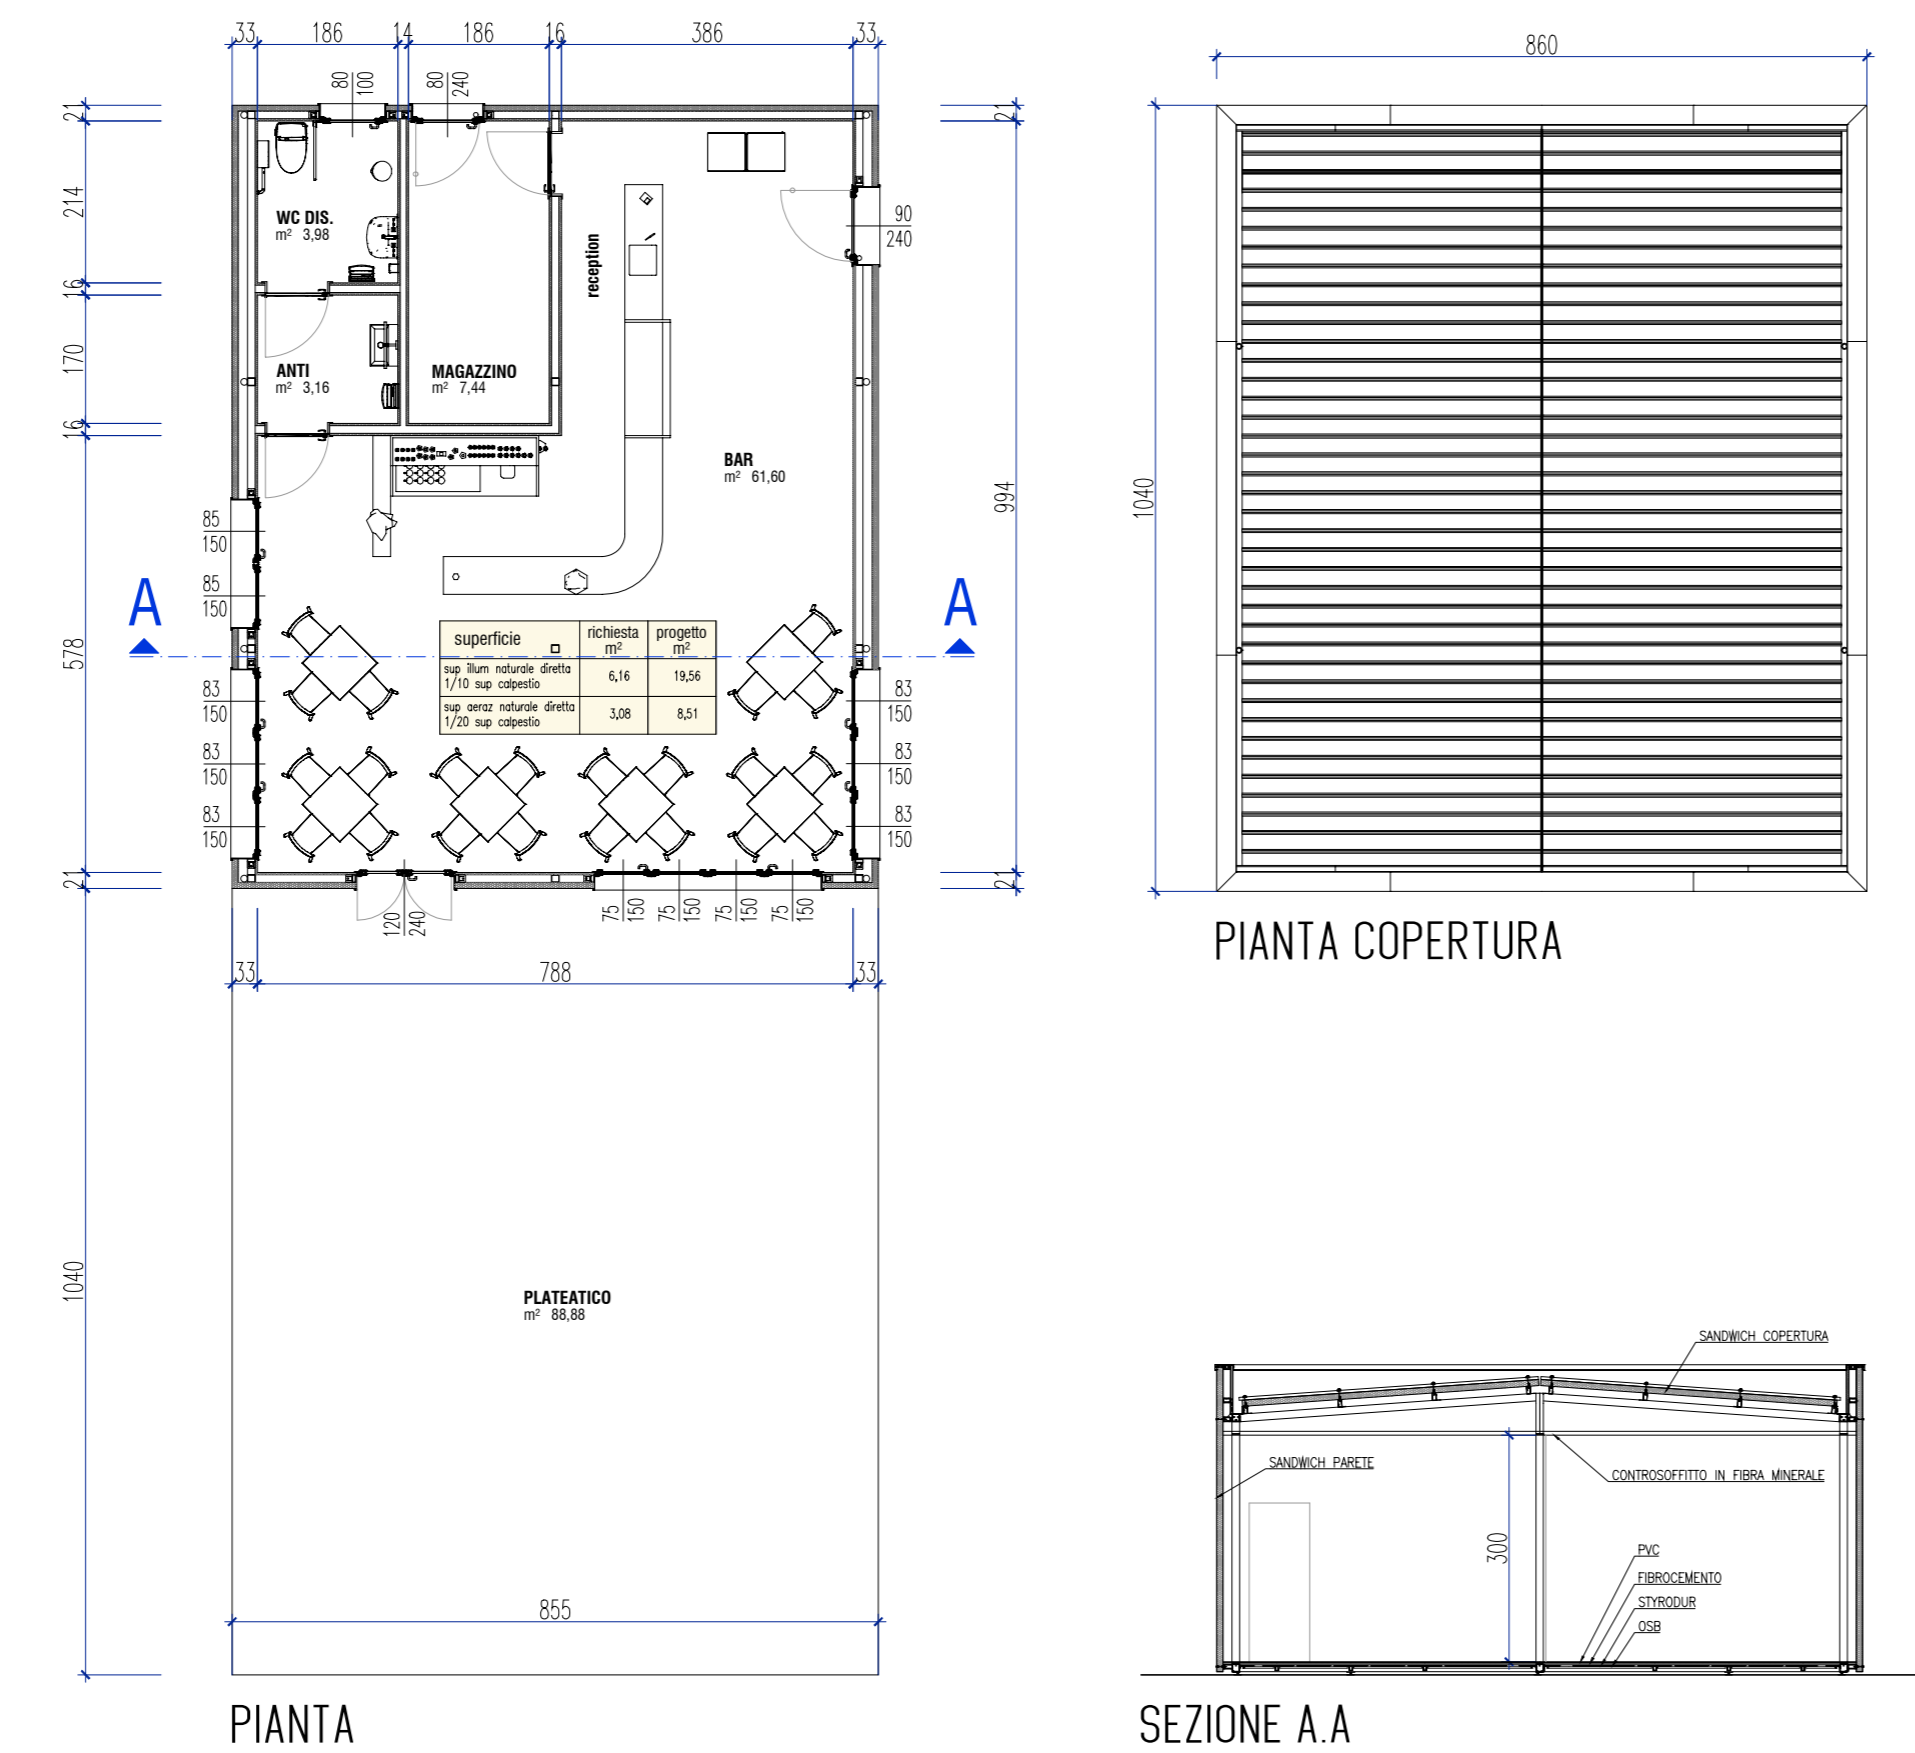 33 186 14 186 16 386 33
80 100
80 240
21
214
16
170
16
578
21
1040
WC DIS.
m² 3,98
ANTI
m² 3,16
MAGAZZINO
m² 7,44
reception
BAR
m² 61,60
90
240
21
994
21
85
150
85
150
83
150
83
150
83
150
83
150
83
150
83
150
A A
superficie richiesta m² progetto m²
sup illum naturale diretta
1/10 sup calpestio 6,16 19,56
sup aeraz naturale diretta
1/20 sup calpestio 3,08 8,51
120 240
75 150
75 150
75 150
75 150
33 788 33
PLATEATICO
m² 88,88
855
PIANTA
860
1040
PIANTA COPERTURA
SANDWICH COPERTURA
SANDWICH PARETE
CONTROSOFFITTO IN FIBRA MINERALE
300
PVC
FIBROCEMENTO
STYRODUR
OSB
SEZIONE A.A